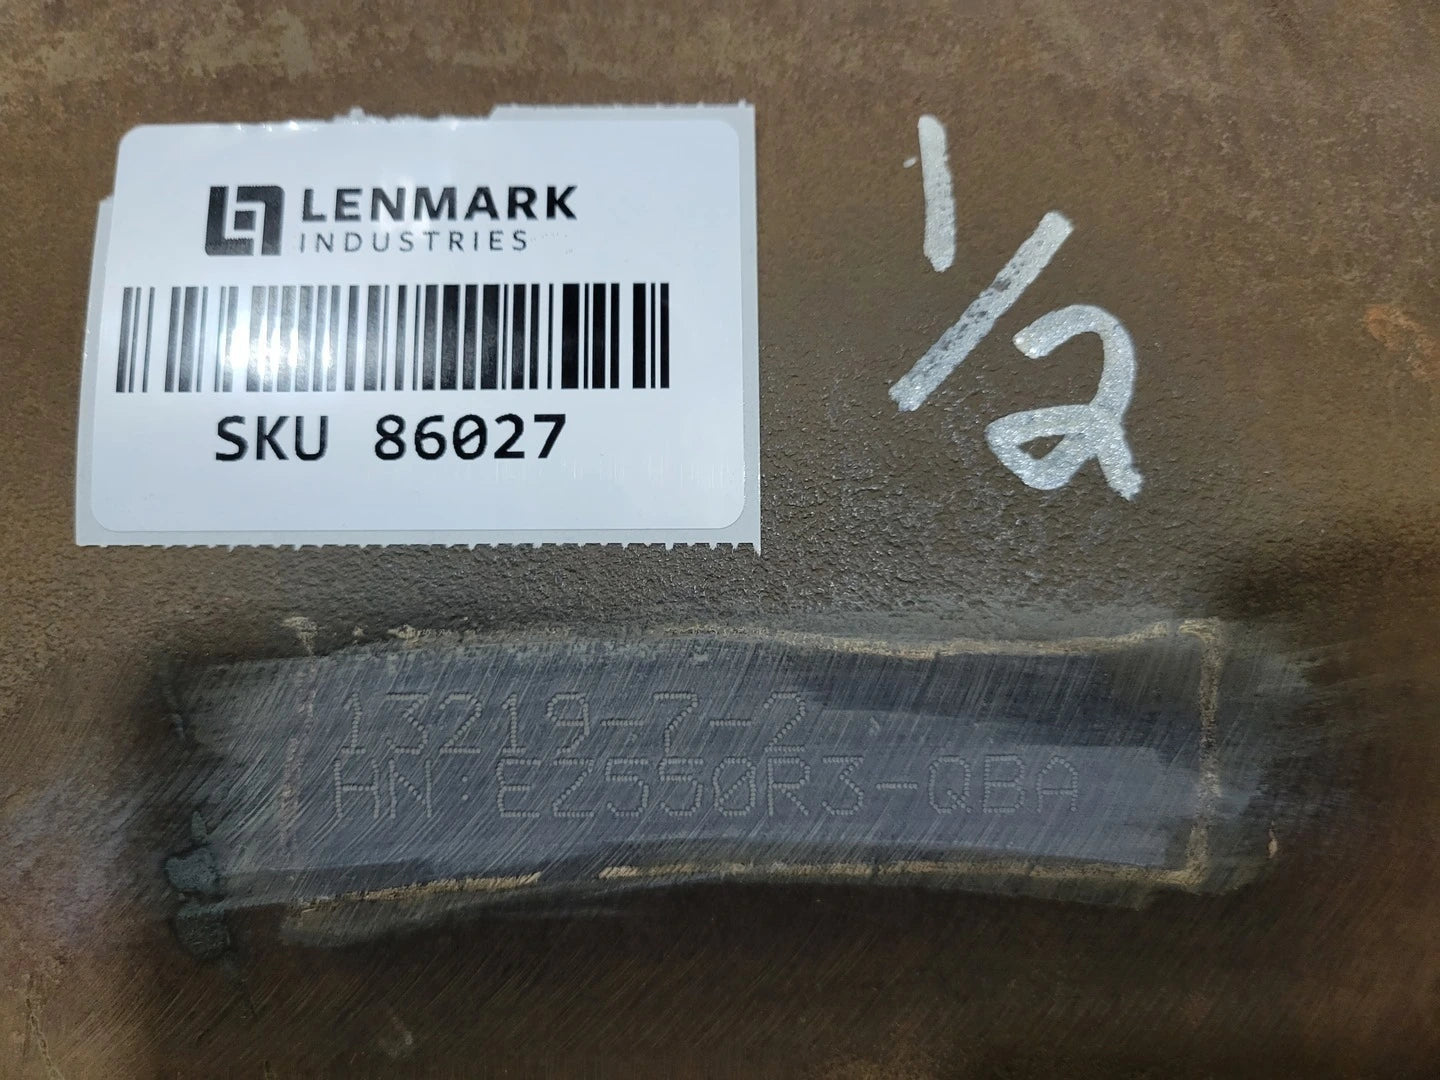 LENMARK
INDUSTRIES
SKU 86027
1/2
13219-7-2
HN:EZ550R3-QBA